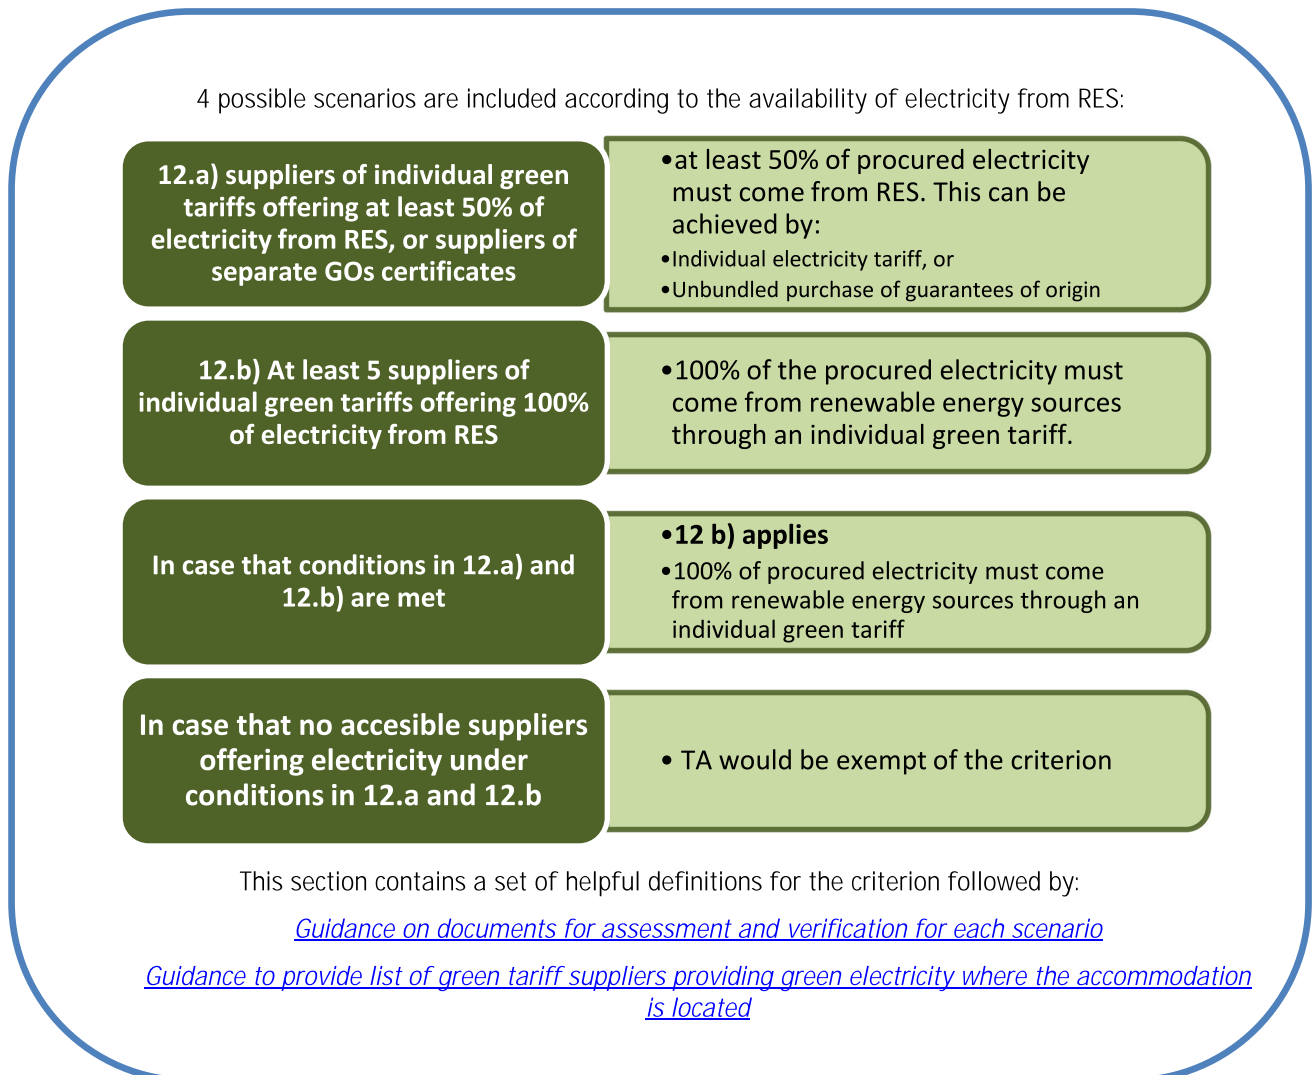 4 possible scenarios are included according to the availability of electricity from RES:
12.a) suppliers of individual green
tariffs offering at least 50% of
electricity from RES, or suppliers of
separate GOs certificates
•at least 50% of procured electricity
must come from RES. This can be
achieved by:
•Individual electricity tariff, or
•Unbundled purchase of guarantees of origin
12.b) At least 5 suppliers of
individual green tariffs offering 100%
of electricity from RES
•100% of the procured electricity must
come from renewable energy sources
through an individual green tariff.
In case that conditions in 12.a) and
12.b) are met
•12 b) applies
•100% of procured electricity must come
from renewable energy sources through an
individual green tariff
In case that no accesible suppliers
offering electricity under
conditions in 12.a and 12.b
• TA would be exempt of the criterion
This section contains a set of helpful definitions for the criterion followed by:
Guidance on documents for assessment and verification for each scenario
Guidance to provide list of green tariff suppliers providing green electricity where the accommodation
is located